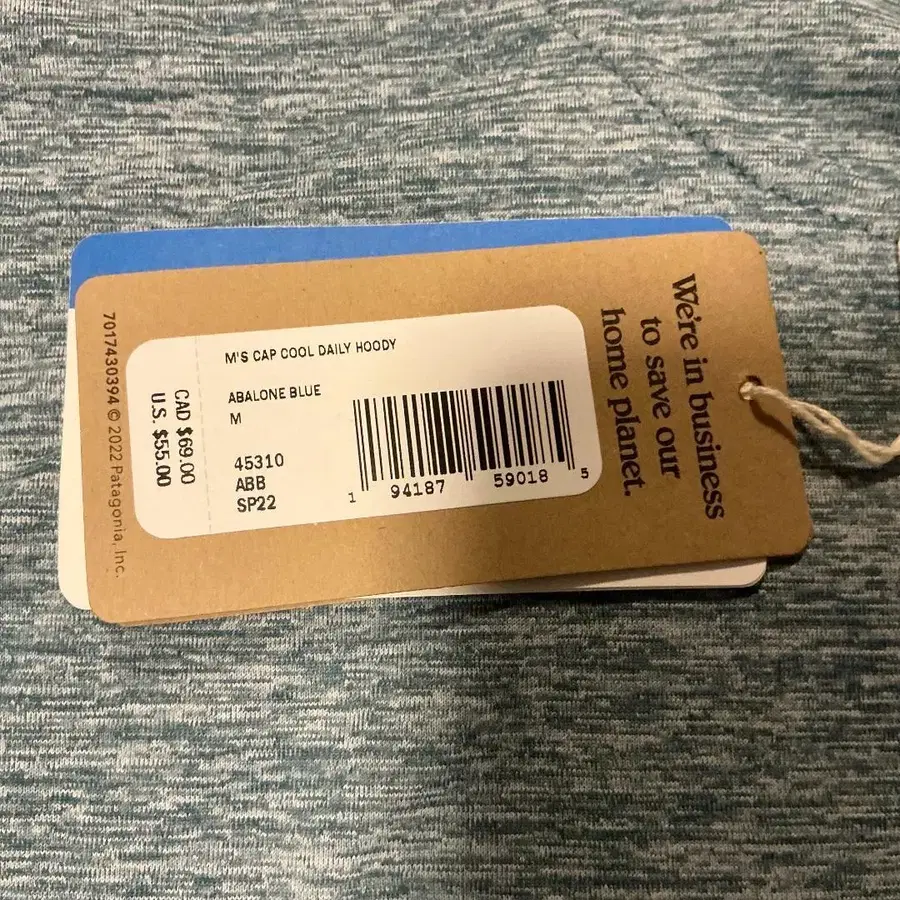 M'S CAP COOL DAILY HOODY
ABALONE BLUE
M
45310
ABB
SP22
1 94187 59018 5
CAD $69.00
U.S. $55.00
We're in business
to save our
home planet.
7017430394 © 2022 Patagonia, Inc.